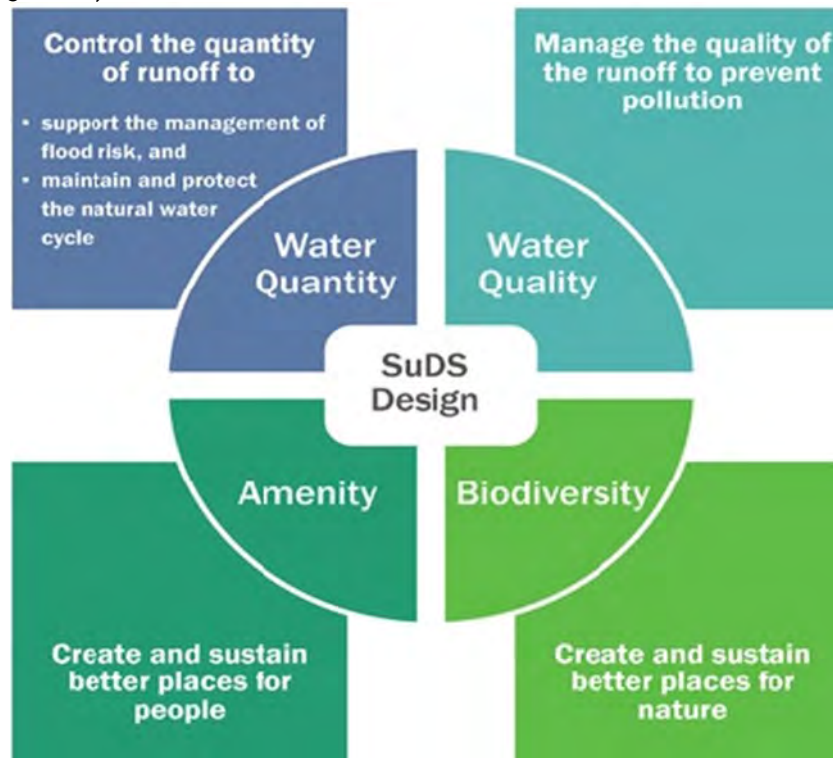 Control the quantity
of runoff to
• support the management of
flood risk, and
• maintain and protect
the natural water
cycle
Manage the quality of
the runoff to prevent
pollution
Water
Quantity
Water
Quality
SuDS
Design
Amenity
Biodiversity
Create and sustain
better places for
people
Create and sustain
better places for
nature